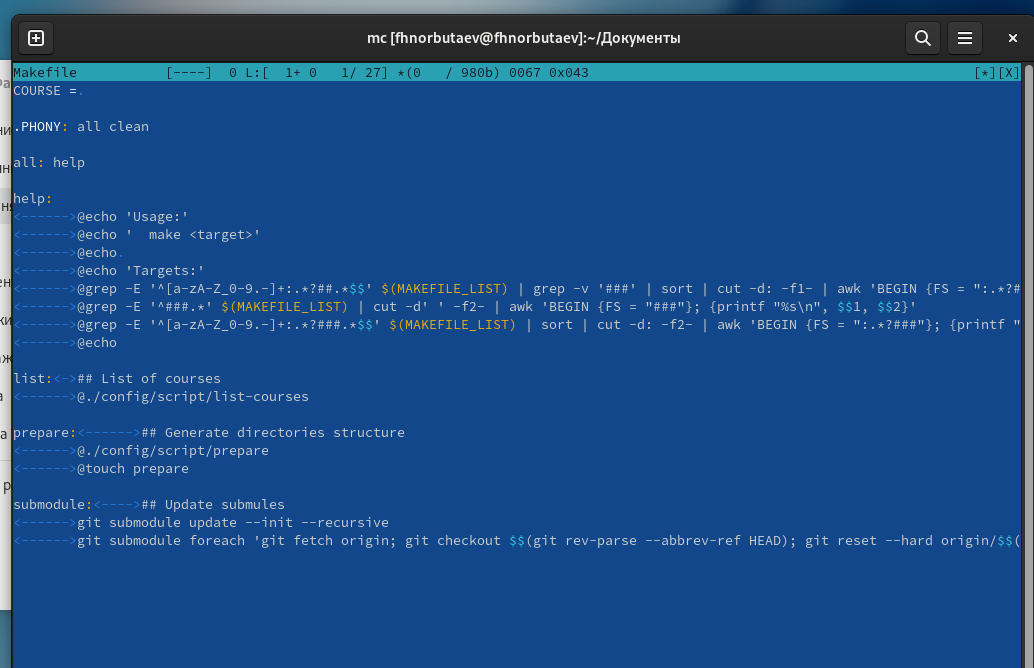 mc [fhnorbutaev@fhnorbutaev]:~/Документы
Makefile [----] 0 L:[ 1+ 0 1/ 27] *(0 / 980b) 0067 0x043 [*][X]
COURSE =.
.PHONY: all clean
all: help
help:
<------>@echo 'Usage:'
<------>@echo '  make <target>'
<------>@echo.
<------>@echo 'Targets:'
<------>@grep -E '^[a-zA-Z_0-9.-]+:.*?##.*$$' $(MAKEFILE_LIST) | grep -v '###' | sort | cut -d: -f1- | awk 'BEGIN {FS = ":.*?#
<------>@grep -E '^###.*' $(MAKEFILE_LIST) | cut -d' ' -f2- | awk 'BEGIN {FS = "###"}; {printf "%s\n", $$1, $$2}'
<------>@grep -E '^[a-zA-Z_0-9.-]+:.*?###.*$$' $(MAKEFILE_LIST) | sort | cut -d: -f2- | awk 'BEGIN {FS = ":.*?###"}; {printf "
<------>@echo
list:<->## List of courses
<------>@./config/script/list-courses
prepare:<------>## Generate directories structure
<------>@./config/script/prepare
<------>@touch prepare
submodule:<---->## Update submules
<------>git submodule update --init --recursive
<------>git submodule foreach 'git fetch origin; git checkout $$(git rev-parse --abbrev-ref HEAD); git reset --hard origin/$$(